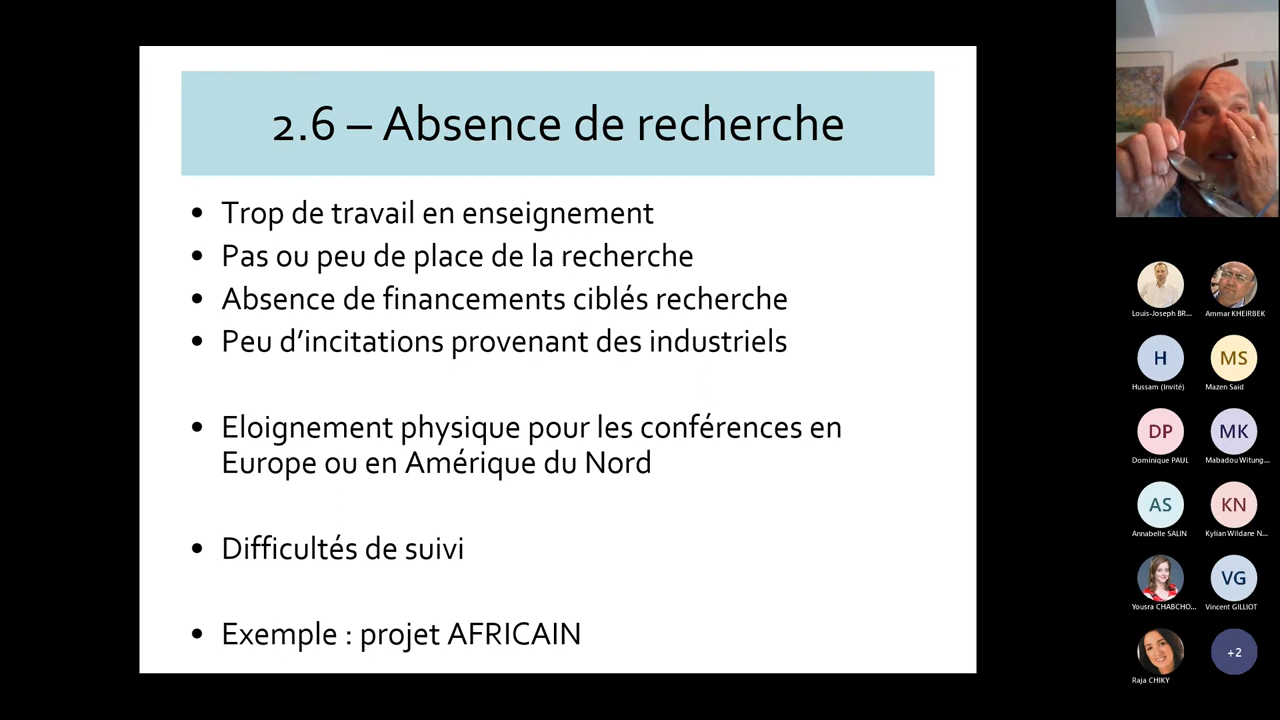 2.6 – Absence de recherche
• Trop de travail en enseignement
• Pas ou peu de place de la recherche
• Absence de financements ciblés recherche
• Peu d’incitations provenant des industriels
• Eloignement physique pour les conférences en
Europe ou en Amérique du Nord
• Difficultés de suivi
• Exemple : projet AFRICAIN
Louis-Joseph BR...
Ammar KHEIRBEK
H
Hussam (Invité)
MS
Mazen Said
DP
Dominique PAUL
MK
Mabadou Witung...
AS
Annabelle SALIN
KN
Kylian Wildane N...
Yousra CHABCHO...
VG
Vincent GILLIOT
Raja CHIKY
+2